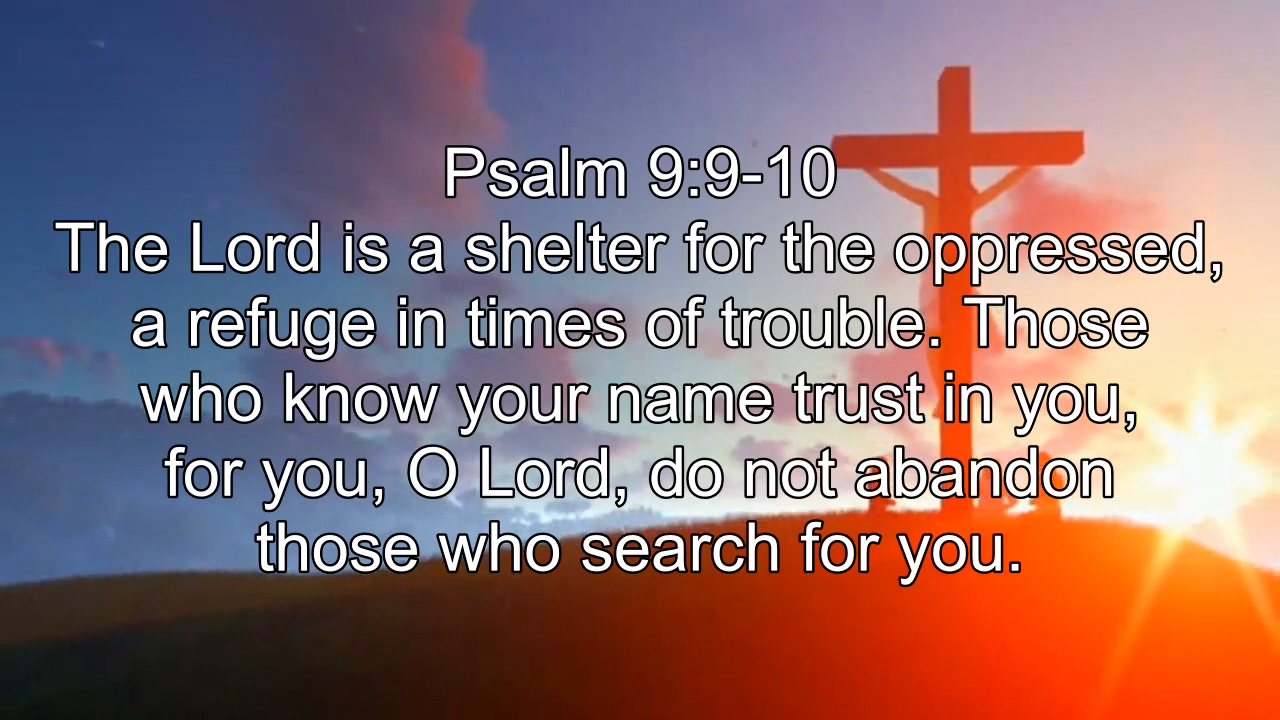 Psalm 9:9-10
The Lord is a shelter for the oppressed,
a refuge in times of trouble. Those
who know your name trust in you,
for you, O Lord, do not abandon
those who search for you.